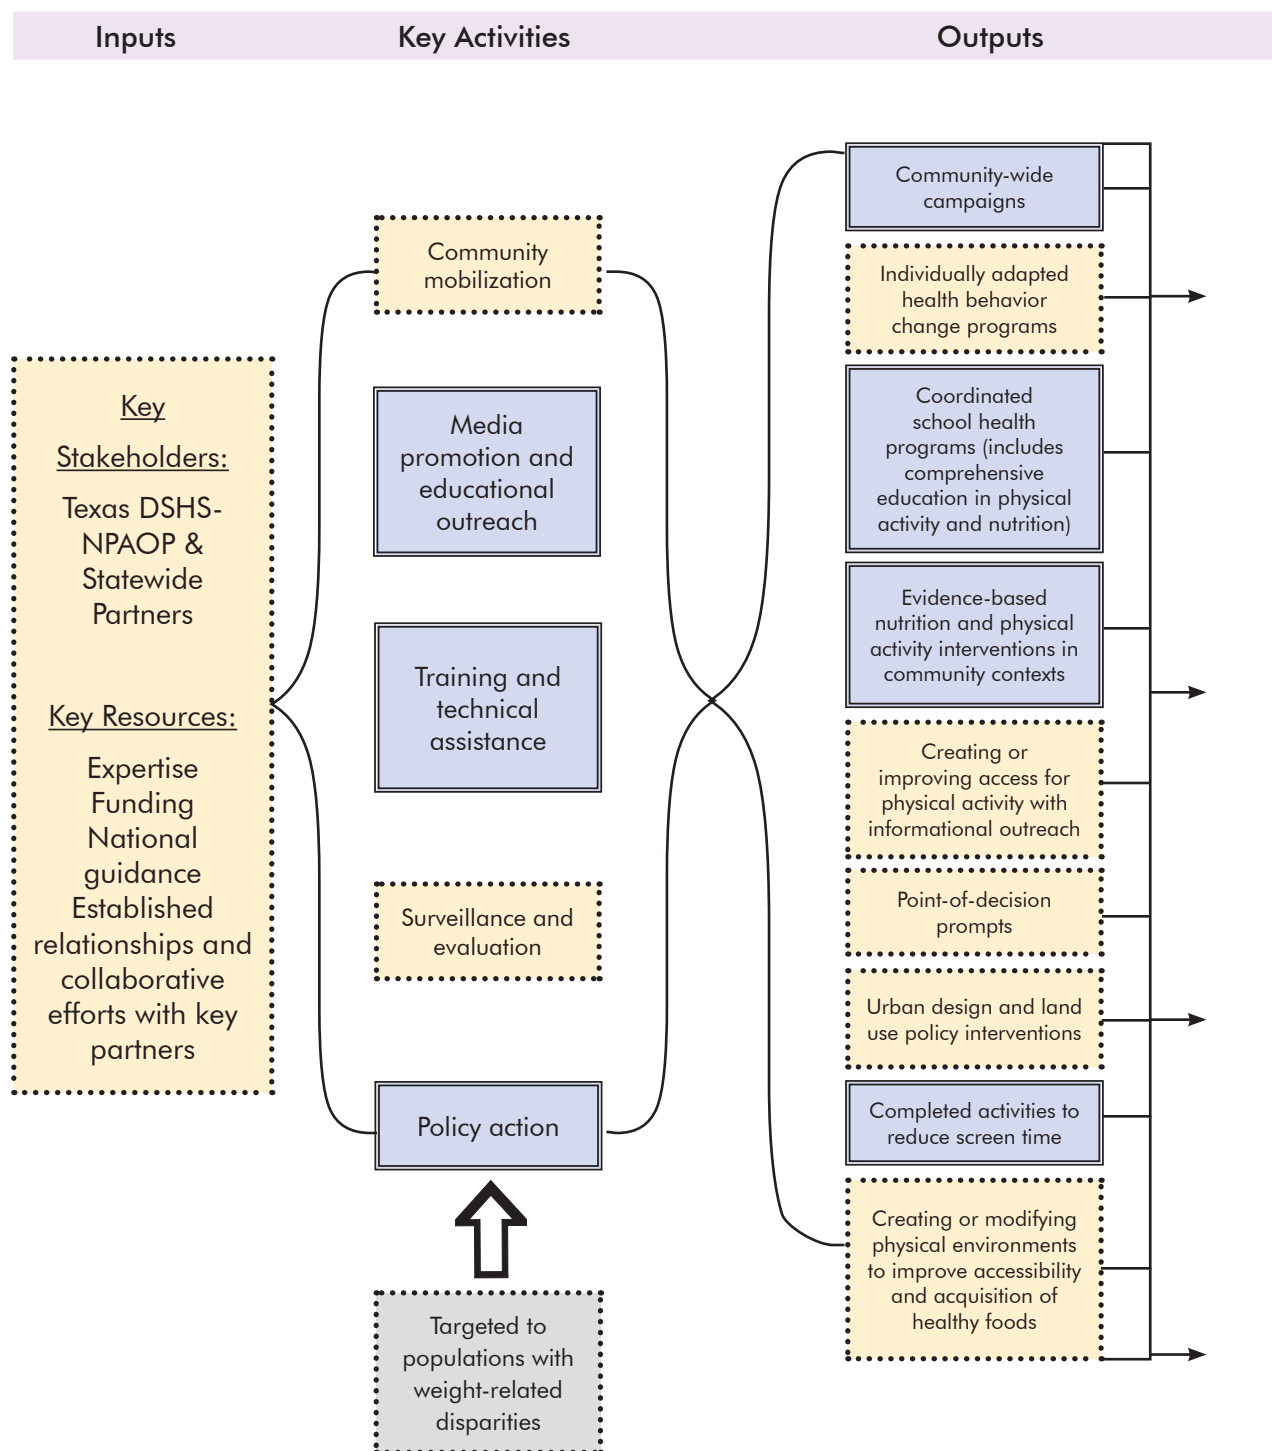 Inputs
Key Activities
Outputs
Key
Stakeholders:
Texas DSHS-
NPAOP &
Statewide
Partners
Key Resources:
Expertise
Funding
National
guidance
Established
relationships and
collaborative
efforts with key
partners
Community
mobilization
Media
promotion and
educational
outreach
Training and
technical
assistance
Surveillance and
evaluation
Policy action
Targeted to
populations with
weight-related
disparities
Community-wide
campaigns
Individually adapted
health behavior
change programs
Coordinated
school health
programs (includes
comprehensive
education in physical
activity and nutrition)
Evidence-based
nutrition and physical
activity interventions in
community contexts
Creating or
improving access for
physical activity with
informational outreach
Point-of-decision
prompts
Urban design and land
use policy interventions
Completed activities to
reduce screen time
Creating or modifying
physical environments
to improve accessibility
and acquisition of
healthy foods